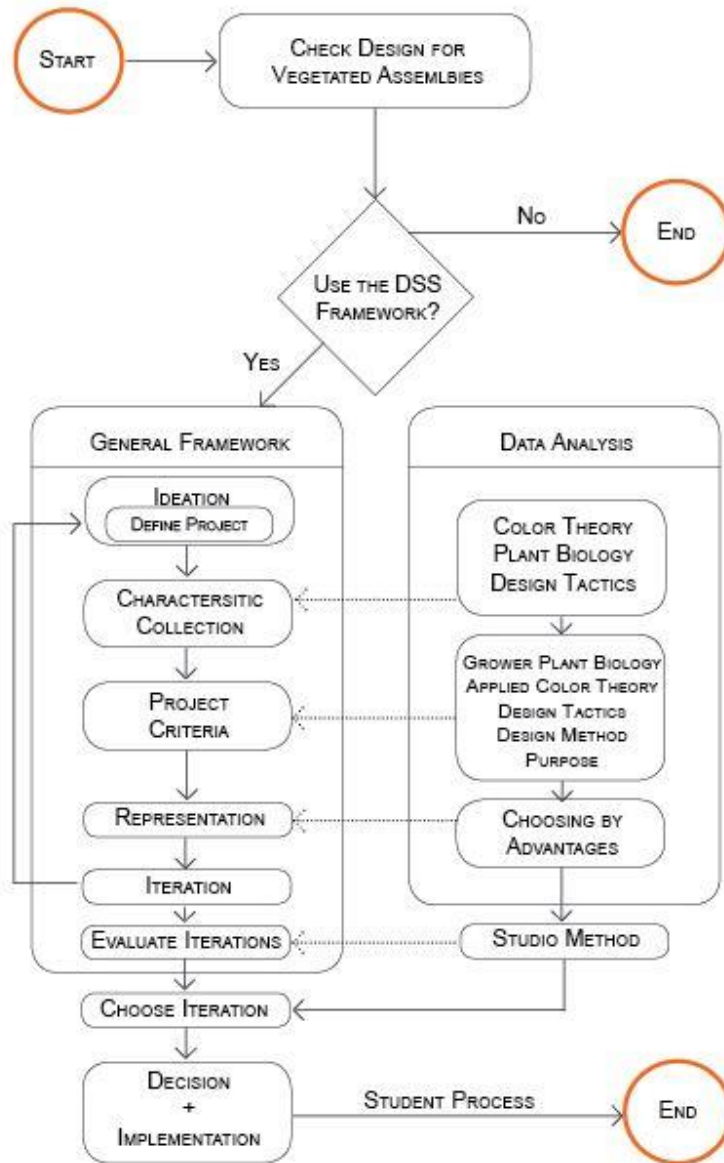 Start
Check Design for
Vegetated Assemlbies
No
End
Use the DSS
Framework?
Yes
General Framework
Ideation
Define Project
Charactersitic
Collection
Project
Criteria
Representation
Iteration
Evaluate Iterations
Choose Iteration
Decision
+
Implementation
Data Analysis
Color Theory
Plant Biology
Design Tactics
Grower Plant Biology
Applied Color Theory
Design Tactics
Design Method
Purpose
Choosing by
Advantages
Studio Method
Student Process
End